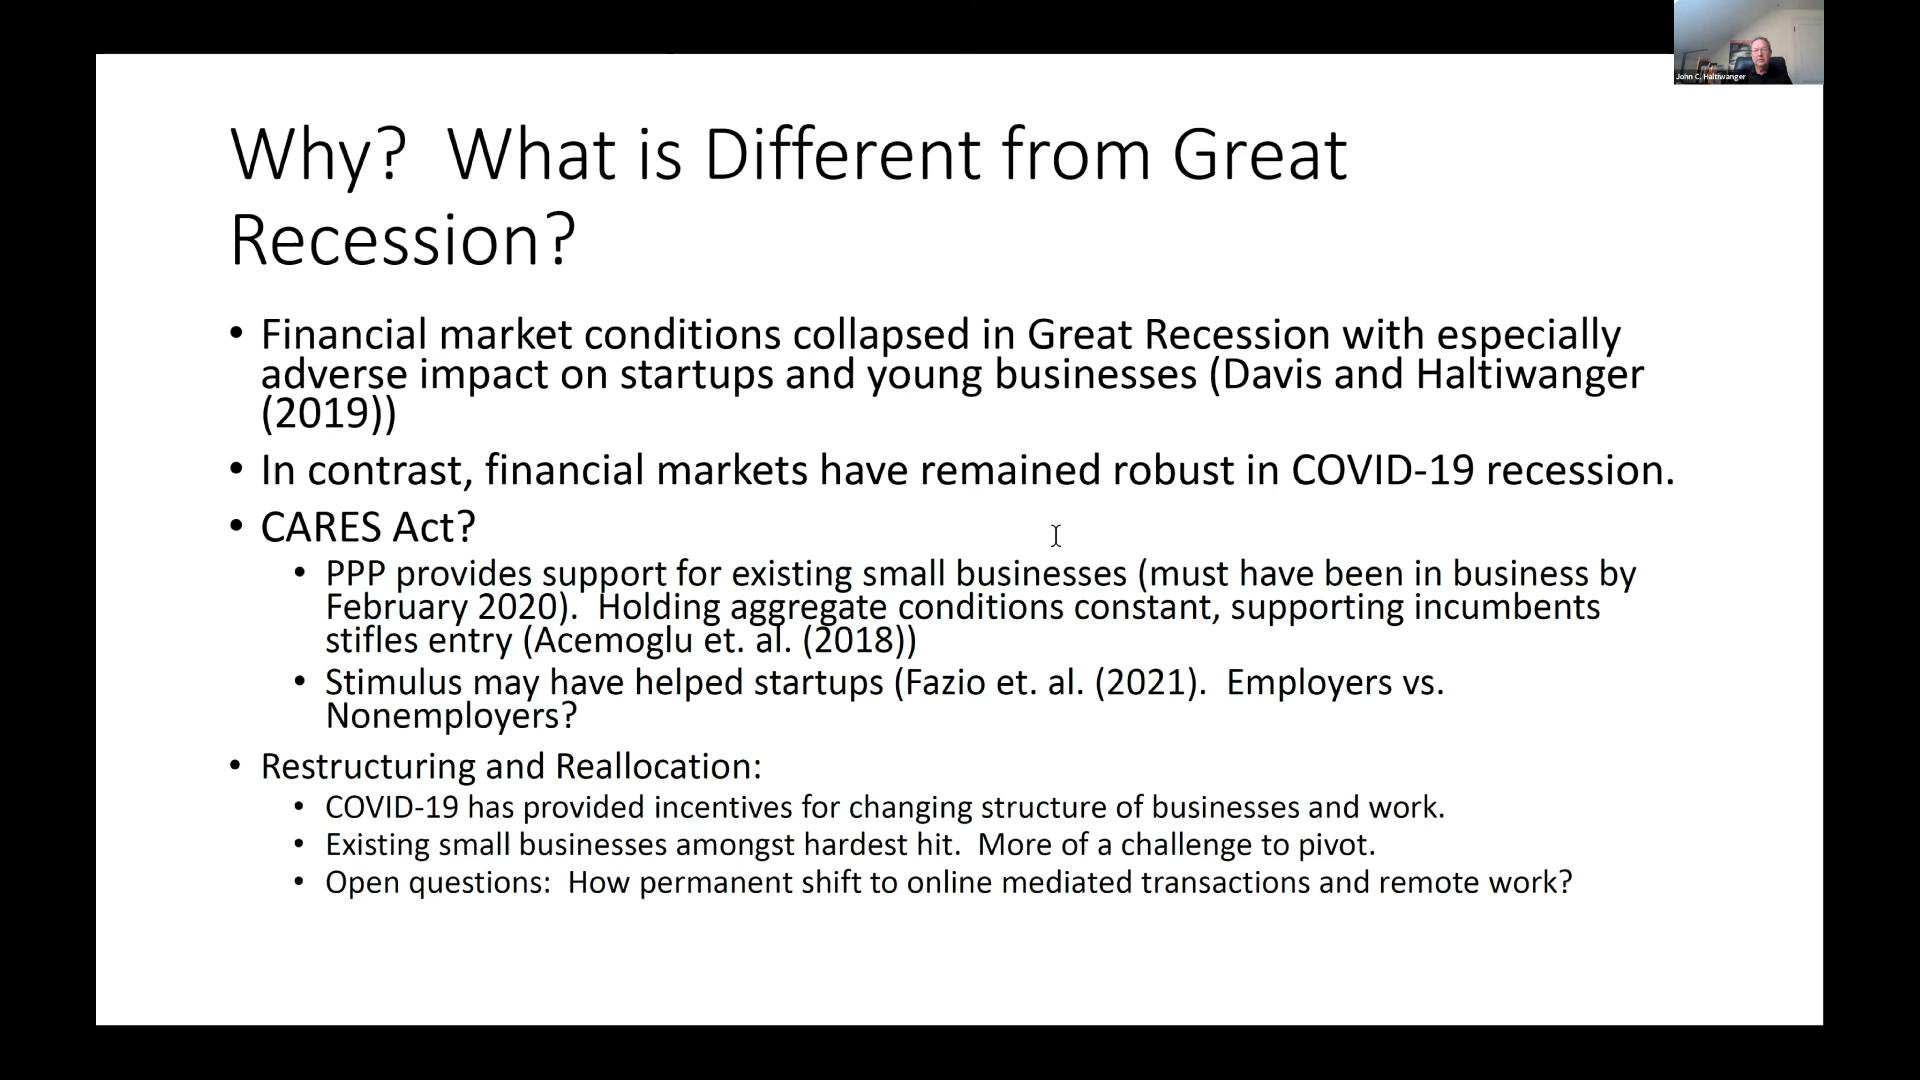 John C. Haltiwanger
Why?  What is Different from Great
Recession?
• Financial market conditions collapsed in Great Recession with especially
adverse impact on startups and young businesses (Davis and Haltiwanger
(2019))
• In contrast, financial markets have remained robust in COVID-19 recession.
• CARES Act?
• PPP provides support for existing small businesses (must have been in business by
February 2020).  Holding aggregate conditions constant, supporting incumbents
stifles entry (Acemoglu et. al. (2018))
• Stimulus may have helped startups (Fazio et. al. (2021).  Employers vs.
Nonemployers?
• Restructuring and Reallocation:
• COVID-19 has provided incentives for changing structure of businesses and work.
• Existing small businesses amongst hardest hit.  More of a challenge to pivot.
• Open questions:  How permanent shift to online mediated transactions and remote work?